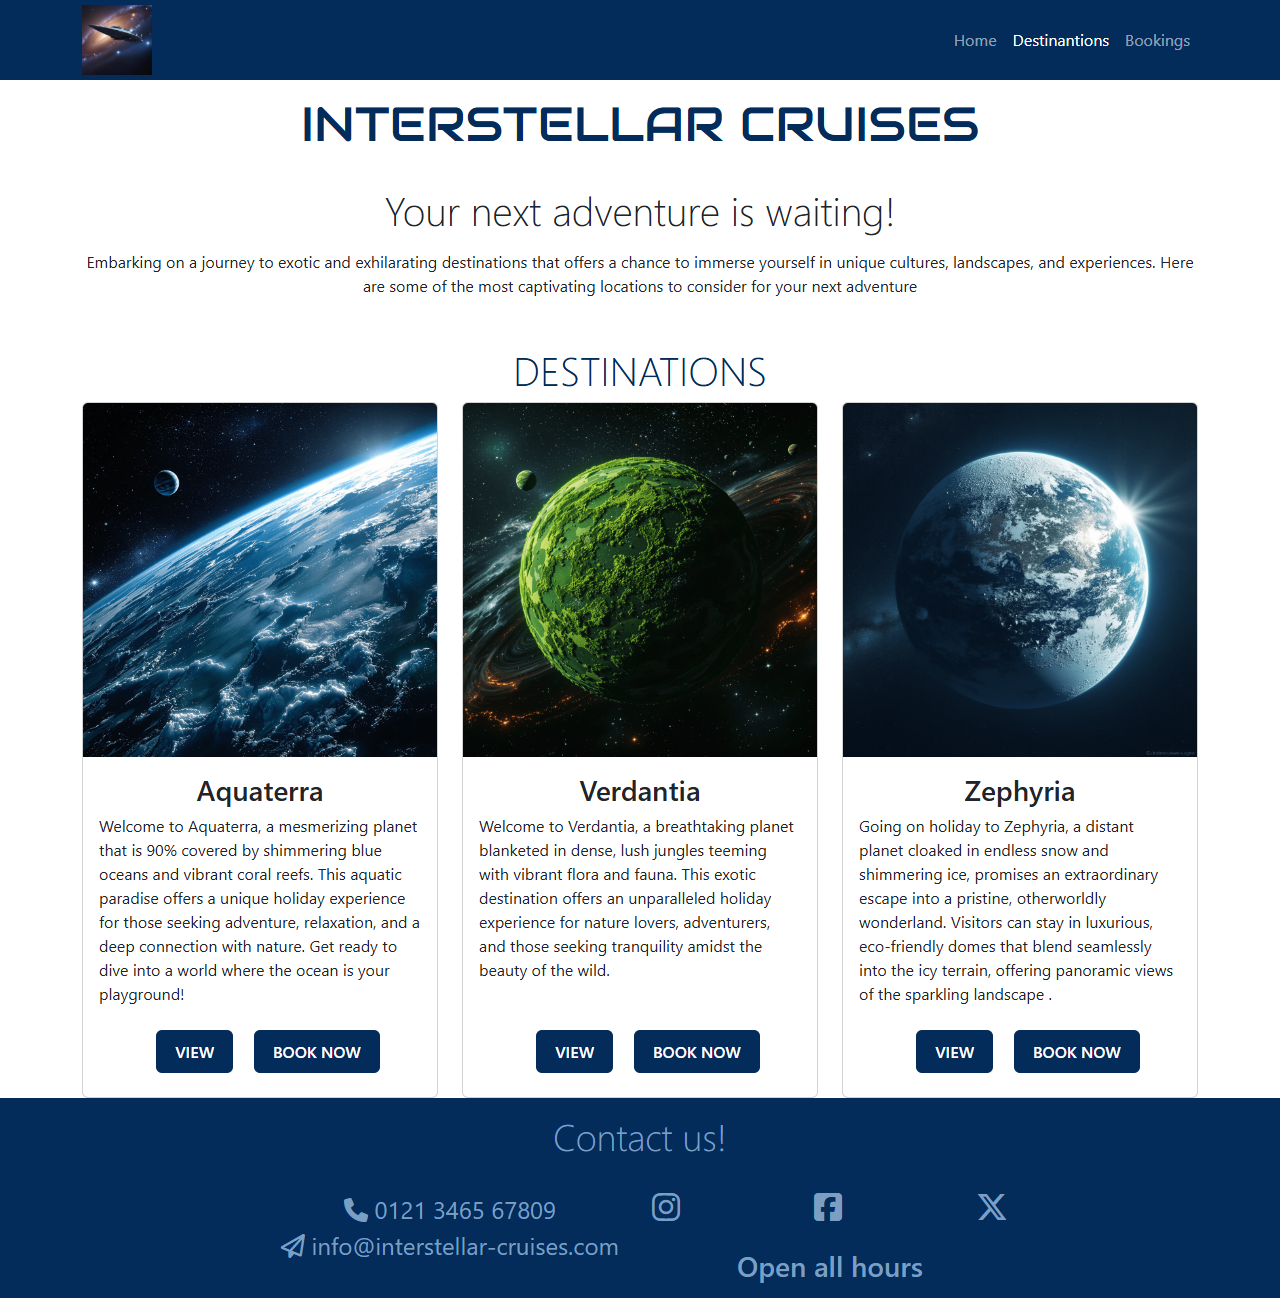 Home Destinantions Bookings
INTERSTELLAR CRUISES
Your next adventure is waiting!
Embarking on a journey to exotic and exhilarating destinations that offers a chance to immerse yourself in unique cultures, landscapes, and experiences. Here
are some of the most captivating locations to consider for your next adventure
DESTINATIONS
Aquaterra
Welcome to Aquaterra, a mesmerizing planet
that is 90% covered by shimmering blue
oceans and vibrant coral reefs. This aquatic
paradise offers a unique holiday experience
for those seeking adventure, relaxation, and a
deep connection with nature. Get ready to
dive into a world where the ocean is your
playground!
VIEW BOOK NOW
Verdantia
Welcome to Verdantia, a breathtaking planet
blanketed in dense, lush jungles teeming
with vibrant flora and fauna. This exotic
destination offers an unparalleled holiday
experience for nature lovers, adventurers,
and those seeking tranquility amidst the
beauty of the wild.
VIEW BOOK NOW
Zephyria
Going on holiday to Zephyria, a distant
planet cloaked in endless snow and
shimmering ice, promises an extraordinary
escape into a pristine, otherworldly
wonderland. Visitors can stay in luxurious,
eco-friendly domes that blend seamlessly
into the icy terrain, offering panoramic views
of the sparkling landscape .
VIEW BOOK NOW
Contact us!
0121 3465 67809
info@interstellar-cruises.com
Open all hours